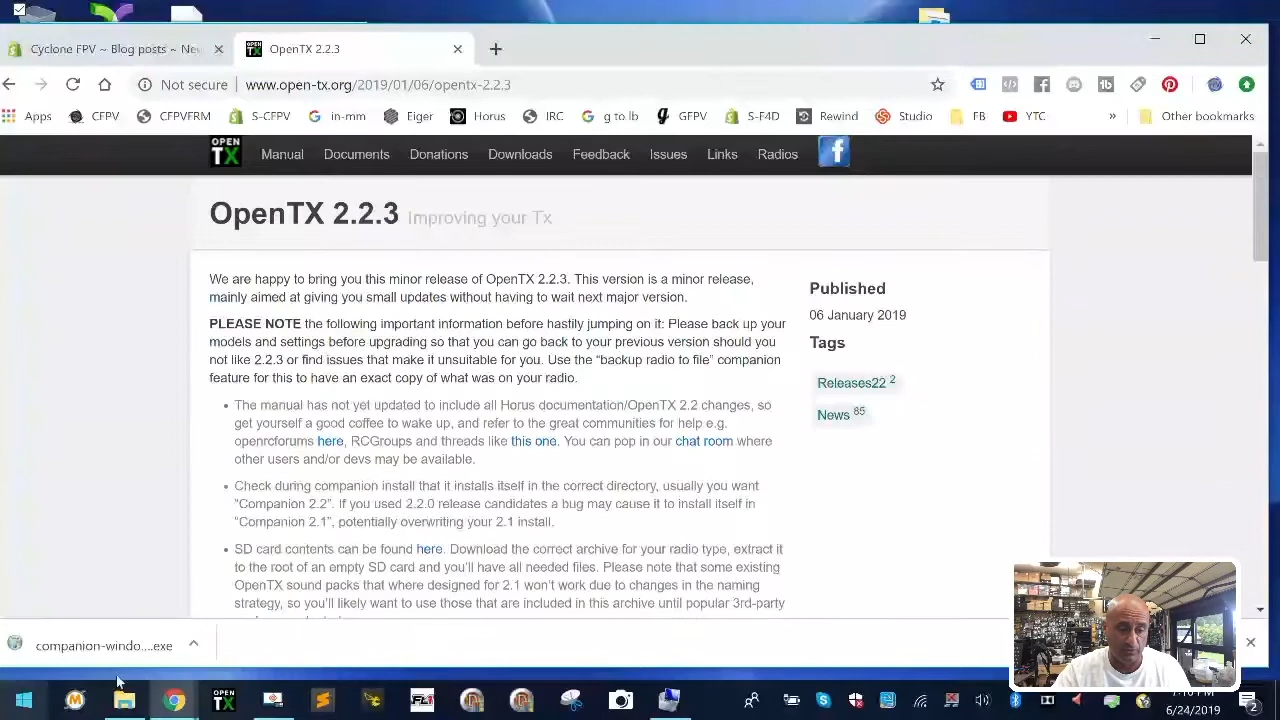 Cyclone FPV ~ Blog posts ~ Nev
OpenTX 2.2.3
Not secure
www.open-tx.org/2019/01/06/opentx-2.2.3
Apps
CFPV
CFPVFRM
S-CFPV
in-mm
Eiger
Horus
IRC
g to lb
GFPV
S-F4D
Rewind
Studio
FB
YTC
»
Other bookmarks
OPEN
TX
Manual
Documents
Donations
Downloads
Feedback
Issues
Links
Radios
OpenTX 2.2.3 Improving your Tx
We are happy to bring you this minor release of OpenTX 2.2.3. This version is a minor release,
mainly aimed at giving you small updates without having to wait next major version.
PLEASE NOTE the following important information before hastily jumping on it: Please back up your
models and settings before upgrading so that you can go back to your previous version should you
not like 2.2.3 or find issues that make it unsuitable for you. Use the “backup radio to file” companion
feature for this to have an exact copy of what was on your radio.
• The manual has not yet updated to include all Horus documentation/OpenTX 2.2 changes, so
get yourself a good coffee to wake up, and refer to the great communities for help e.g.
openrcforums here, RCGroups and threads like this one. You can pop in our chat room where
other users and/or devs may be available.
• Check during companion install that it installs itself in the correct directory, usually you want
“Companion 2.2”. If you used 2.2.0 release candidates a bug may cause it to install itself in
“Companion 2.1”, potentially overwriting your 2.1 install.
• SD card contents can be found here. Download the correct archive for your radio type, extract it
to the root of an empty SD card and you’ll have all needed files. Please note that some existing
OpenTX sound packs that where designed for 2.1 won’t work due to changes in the naming
strategy, so you’ll likely want to use those that are included in this archive until popular 3rd-party
Published
06 January 2019
Tags
Releases22 2
News 85
companion-windo....exe
OPEN
TX
6/24/2019
2